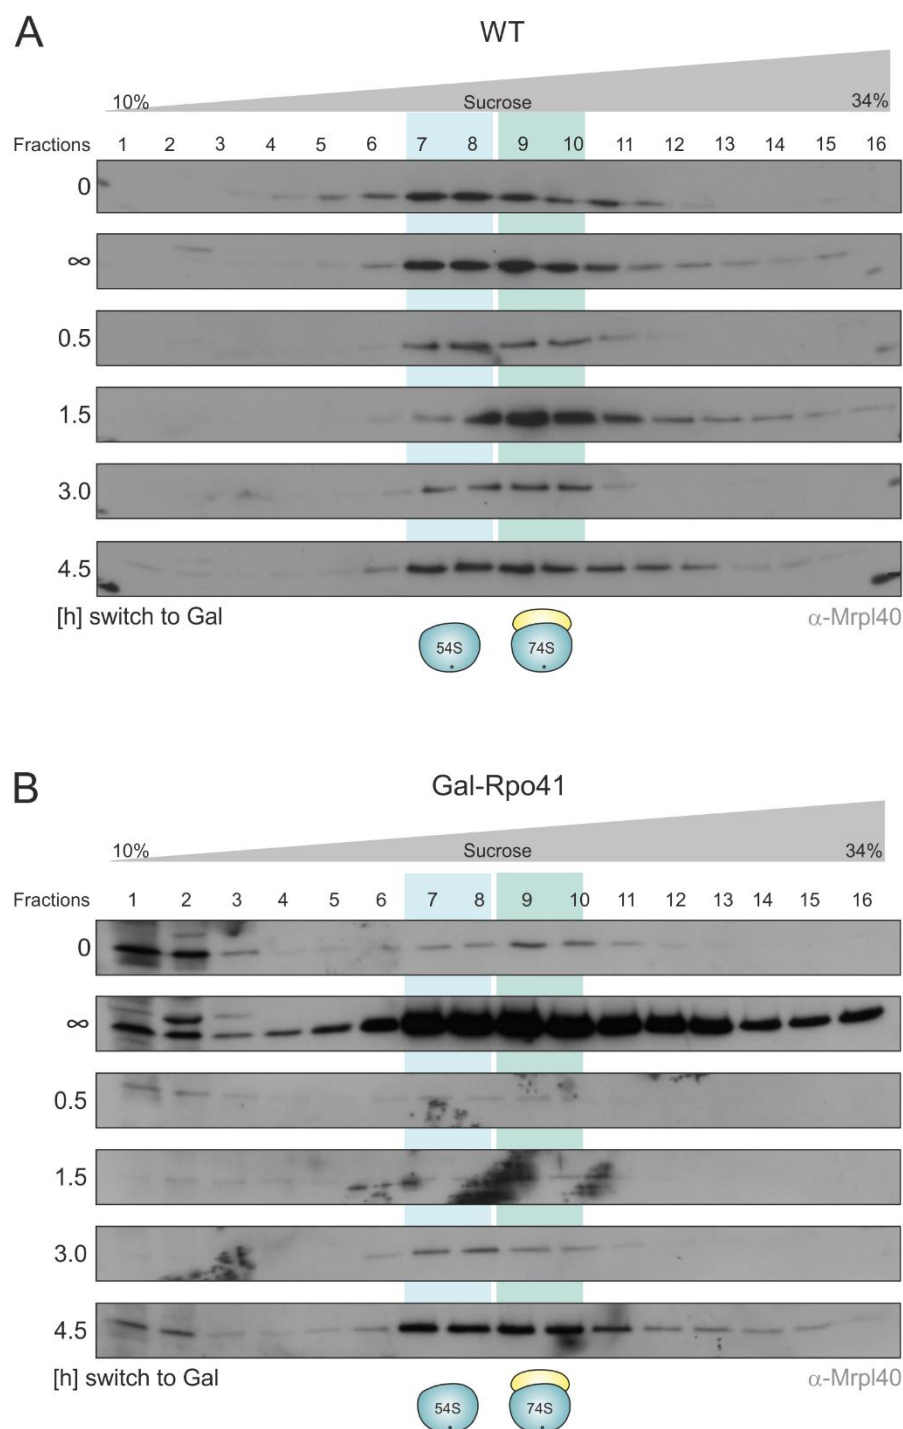 A
WT
10% Sucrose 34%
Fractions 1 2 3 4 5 6 7 8 9 10 11 12 13 14 15 16
0
∞
0.5
1.5
3.0
4.5
[h] switch to Gal α-Mrpl40
54S 74S
B
Gal-Rpo41
10% Sucrose 34%
Fractions 1 2 3 4 5 6 7 8 9 10 11 12 13 14 15 16
0
∞
0.5
1.5
3.0
4.5
[h] switch to Gal α-Mrpl40
54S 74S